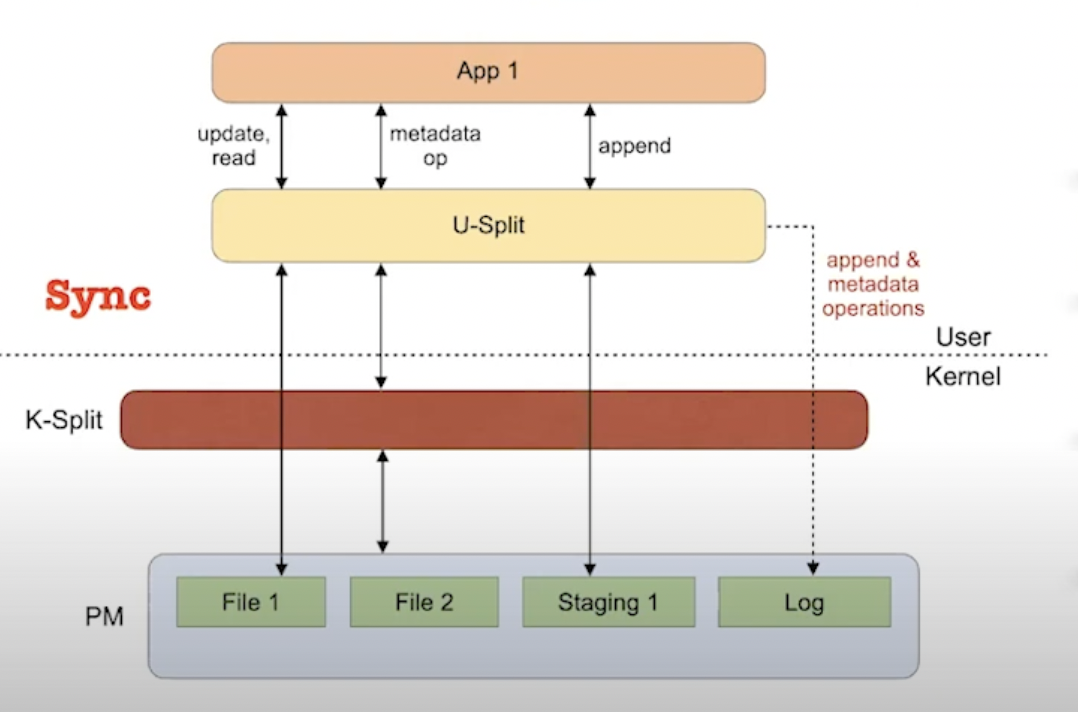 App 1
update,
read
metadata
op
append
U-Split
Sync
append &
metadata
operations
User
Kernel
K-Split
PM
File 1
File 2
Staging 1
Log